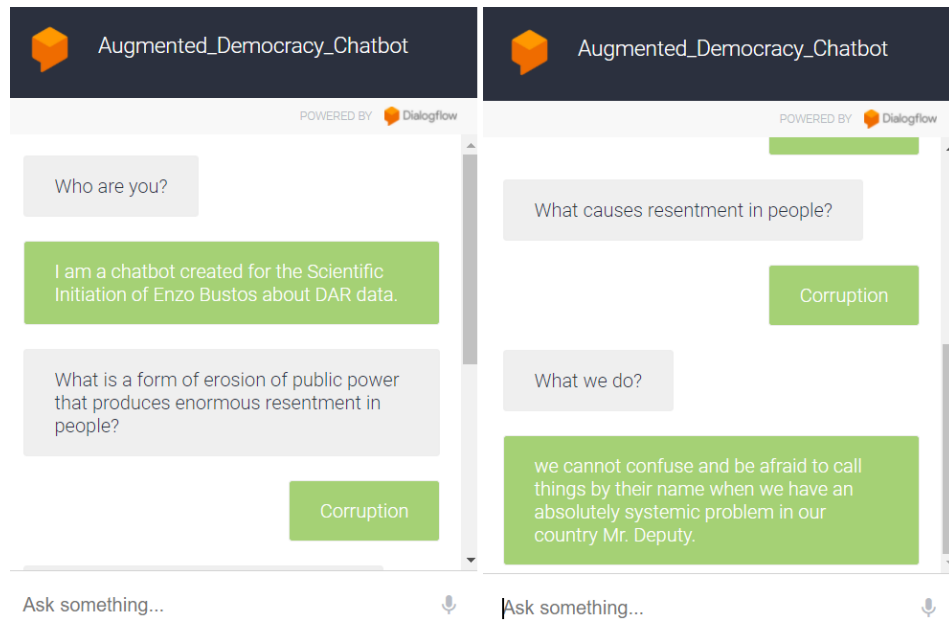 Augmented_Democracy_Chatbot
POWERED BY Dialogflow
Who are you?
I am a chatbot created for the Scientific
Initiation of Enzo Bustos about DAR data.
What is a form of erosion of public power
that produces enormous resentment in
people?
Corruption
Ask something...
Augmented_Democracy_Chatbot
POWERED BY Dialogflow
What causes resentment in people?
Corruption
What we do?
we cannot confuse and be afraid to call
things by their name when we have an
absolutely systemic problem in our
country Mr. Deputy.
Ask something...